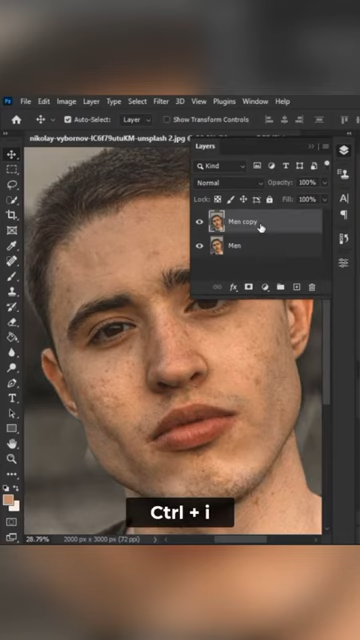 Ps File Edit Image Layer Type Select Filter 3D View Plugins Window Help
Auto-Select: Layer Show Transform Controls
nikolay-vybornov-IC6f79utuKM-unsplash 2.jpg
Layers
Kind
Normal Opacity: 100%
Lock: Fill: 100%
Men copy
Men
fx
Ctrl + i
28.79% 2000 px x 3000 px (72 ppi)